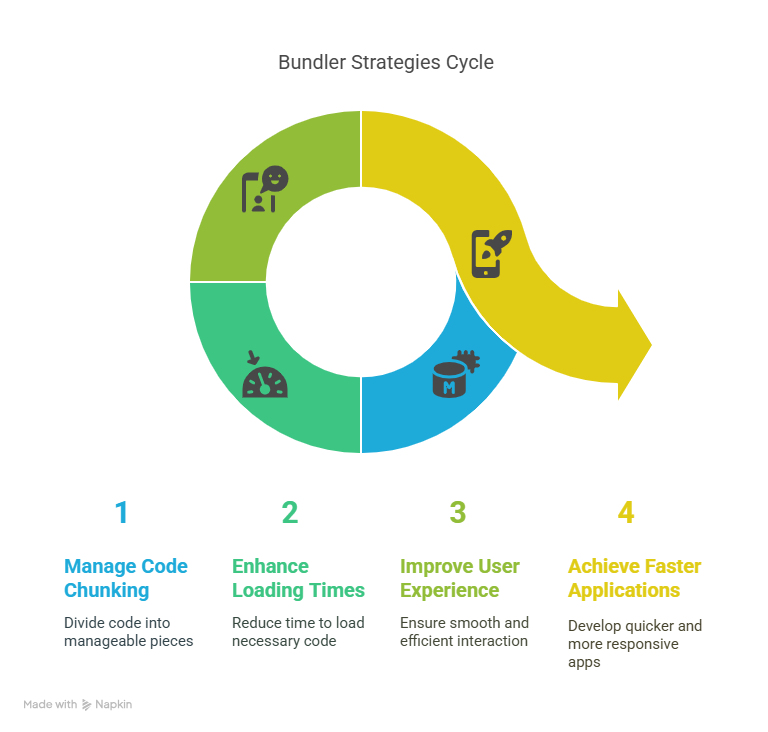 Bundler Strategies Cycle
M
1
2
3
4
Manage Code
Chunking
Divide code into
manageable pieces
Enhance
Loading Times
Reduce time to load
necessary code
Improve User
Experience
Ensure smooth and
efficient interaction
Achieve Faster
Applications
Develop quicker and
more responsive
apps
Made with Napkin